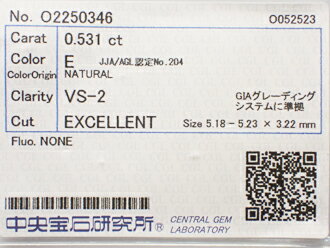 No. O2250346 O052523
Carat 0.531 ct
Color E JJA/AGL認定No.204
ColorOrigin NATURAL
Clarity VS-2 GIAグレーディング
システムに準拠
Cut EXCELLENT Size 5.18 - 5.23 × 3.22 mm
Fluo. NONE
中央宝石研究所® CENTRAL GEM
LABORATORY